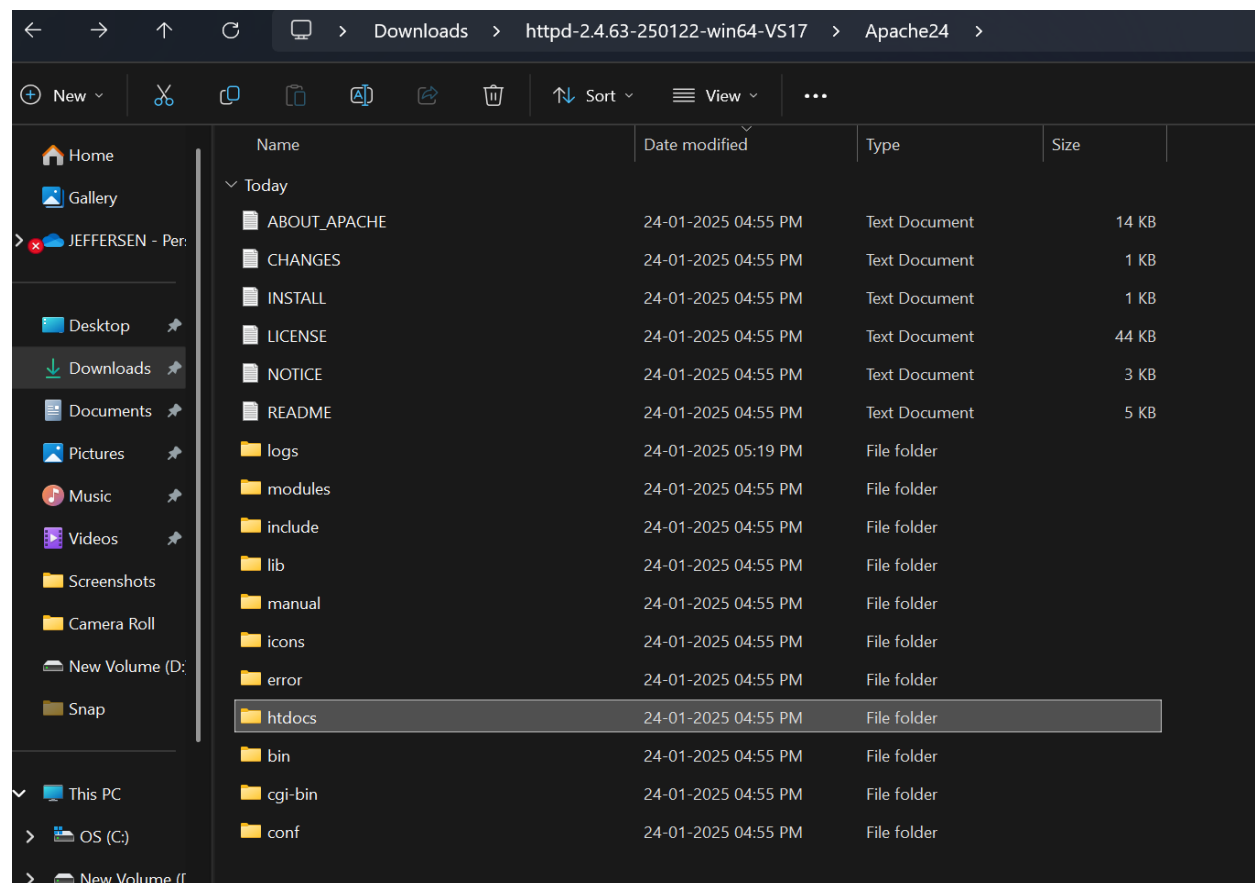 Downloads > httpd-2.4.63-250122-win64-VS17 > Apache24 >
New Sort View
Home
Gallery
JEFFERSEN - Per
Desktop
Downloads
Documents
Pictures
Music
Videos
Screenshots
Camera Roll
New Volume (D:
Snap
This PC
OS (C:)
New Volume (
Name Date modified Type Size
Today
ABOUT_APACHE 24-01-2025 04:55 PM Text Document 14 KB
CHANGES 24-01-2025 04:55 PM Text Document 1 KB
INSTALL 24-01-2025 04:55 PM Text Document 1 KB
LICENSE 24-01-2025 04:55 PM Text Document 44 KB
NOTICE 24-01-2025 04:55 PM Text Document 3 KB
README 24-01-2025 04:55 PM Text Document 5 KB
logs 24-01-2025 05:19 PM File folder
modules 24-01-2025 04:55 PM File folder
include 24-01-2025 04:55 PM File folder
lib 24-01-2025 04:55 PM File folder
manual 24-01-2025 04:55 PM File folder
icons 24-01-2025 04:55 PM File folder
error 24-01-2025 04:55 PM File folder
htdocs 24-01-2025 04:55 PM File folder
bin 24-01-2025 04:55 PM File folder
cgi-bin 24-01-2025 04:55 PM File folder
conf 24-01-2025 04:55 PM File folder